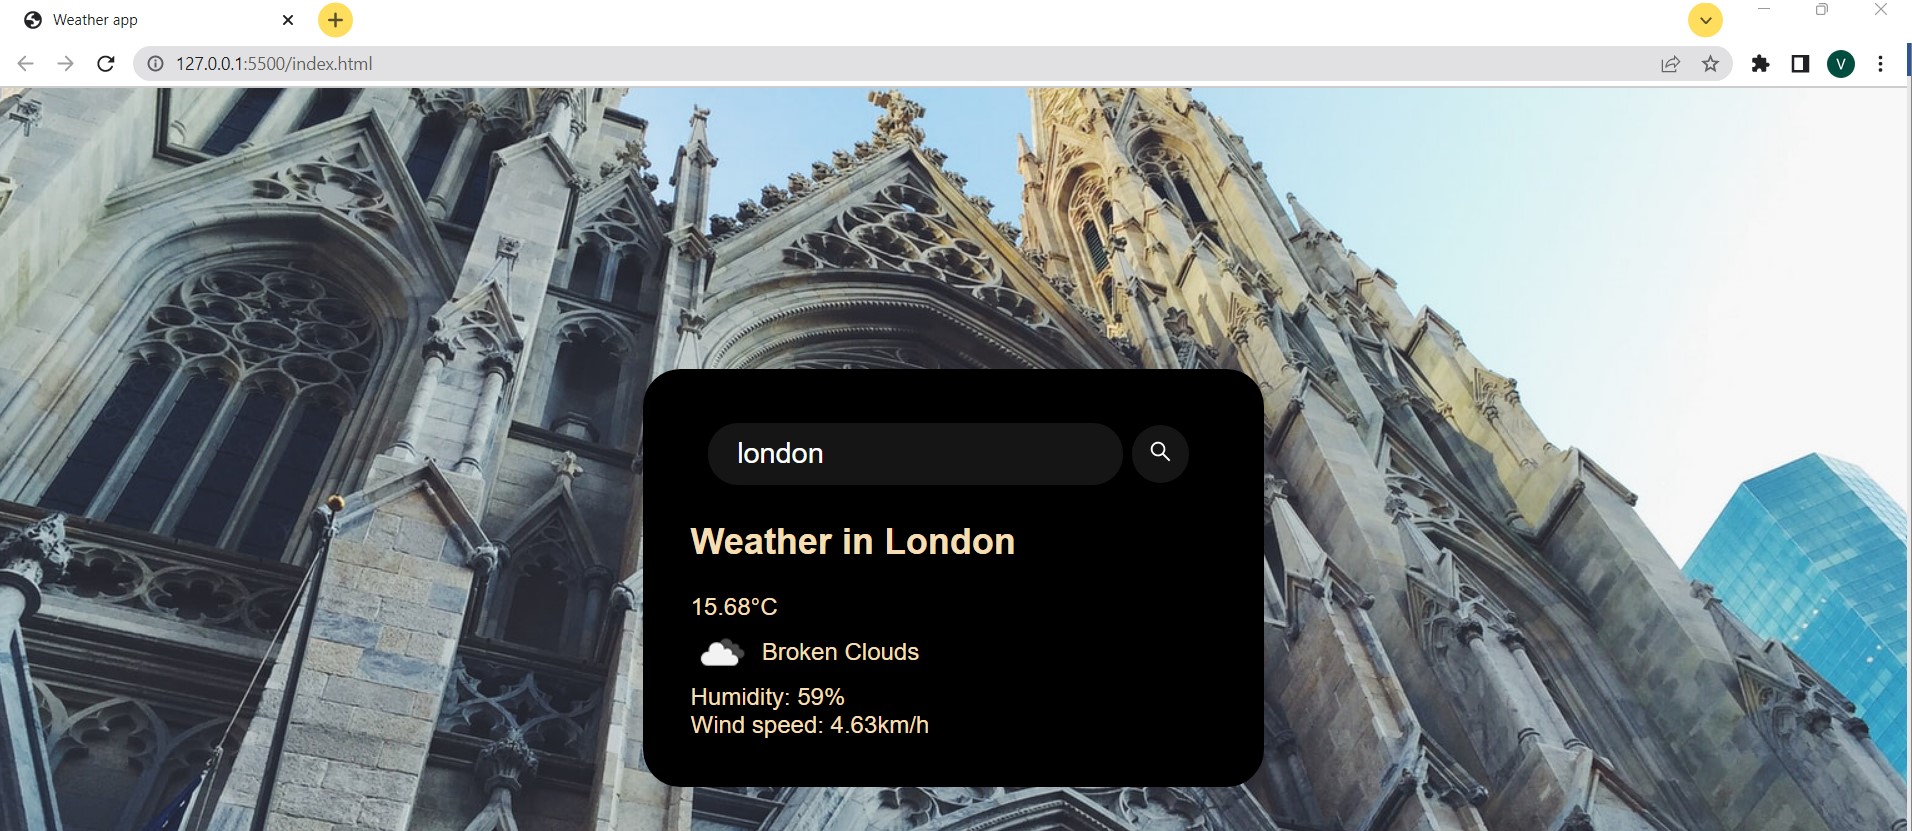 Weather app
127.0.0.1:5500/index.html
V
london
Weather in London
15.68°C
Broken Clouds
Humidity: 59%
Wind speed: 4.63km/h